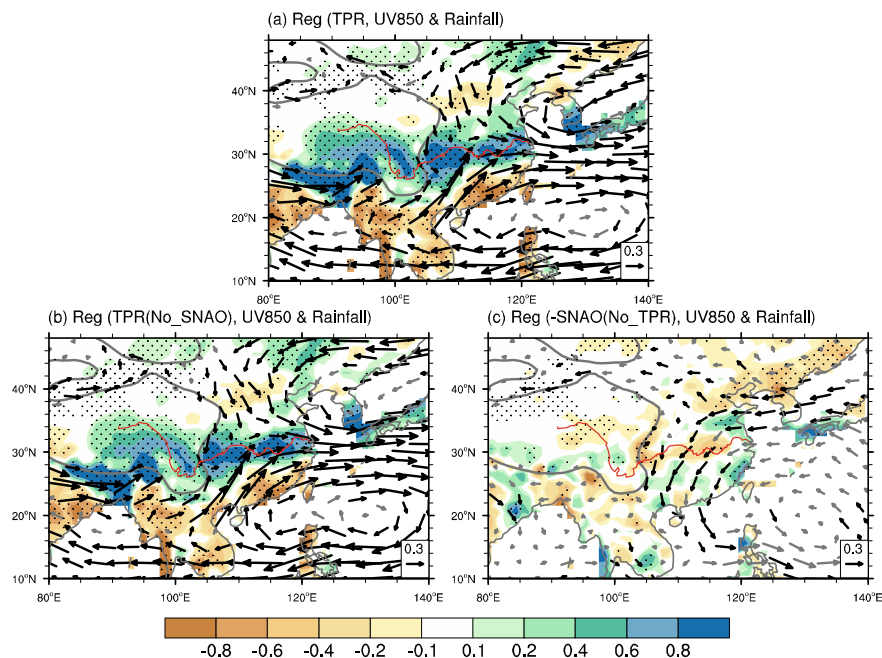 (a) Reg (TPR, UV850 & Rainfall)
40°N
30°N
20°N
10°N
0.3
80°E 100°E 120°E 140°E
(b) Reg (TPR(No_SNAO), UV850 & Rainfall)
(c) Reg (-SNAO(No_TPR), UV850 & Rainfall)
40°N 40°N
30°N 30°N
20°N 20°N
10°N 10°N
0.3 0.3
80°E 100°E 120°E 140°E 80°E 100°E 120°E 140°E
-0.8 -0.6 -0.4 -0.2 -0.1 0.1 0.2 0.4 0.6 0.8